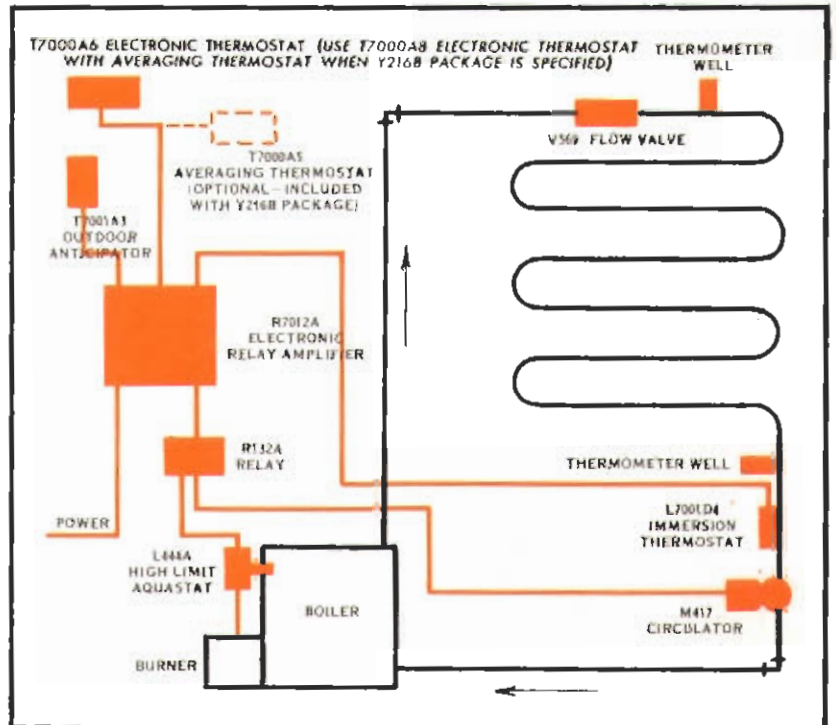 T7000A6 ELECTRONIC THERMOSTAT (USE T7000A8 ELECTRONIC THERMOSTAT
WITH AVERAGING THERMOSTAT WHEN Y216B PACKAGE IS SPECIFIED)
THERMOMETER
WELL
V569 FLOW VALVE
T7000A5
AVERAGING THERMOSTAT
(OPTIONAL—INCLUDED
WITH Y216B PACKAGE)
T7001A3
OUTDOOR
ANTICIPATOR
R7012A
ELECTRONIC
RELAY AMPLIFIER
R132A
RELAY
THERMOMETER WELL
POWER
L7001D4
IMMERSION
THERMOSTAT
L444A
HIGH LIMIT
AQUASTAT
BOILER
M417
CIRCULATOR
BURNER